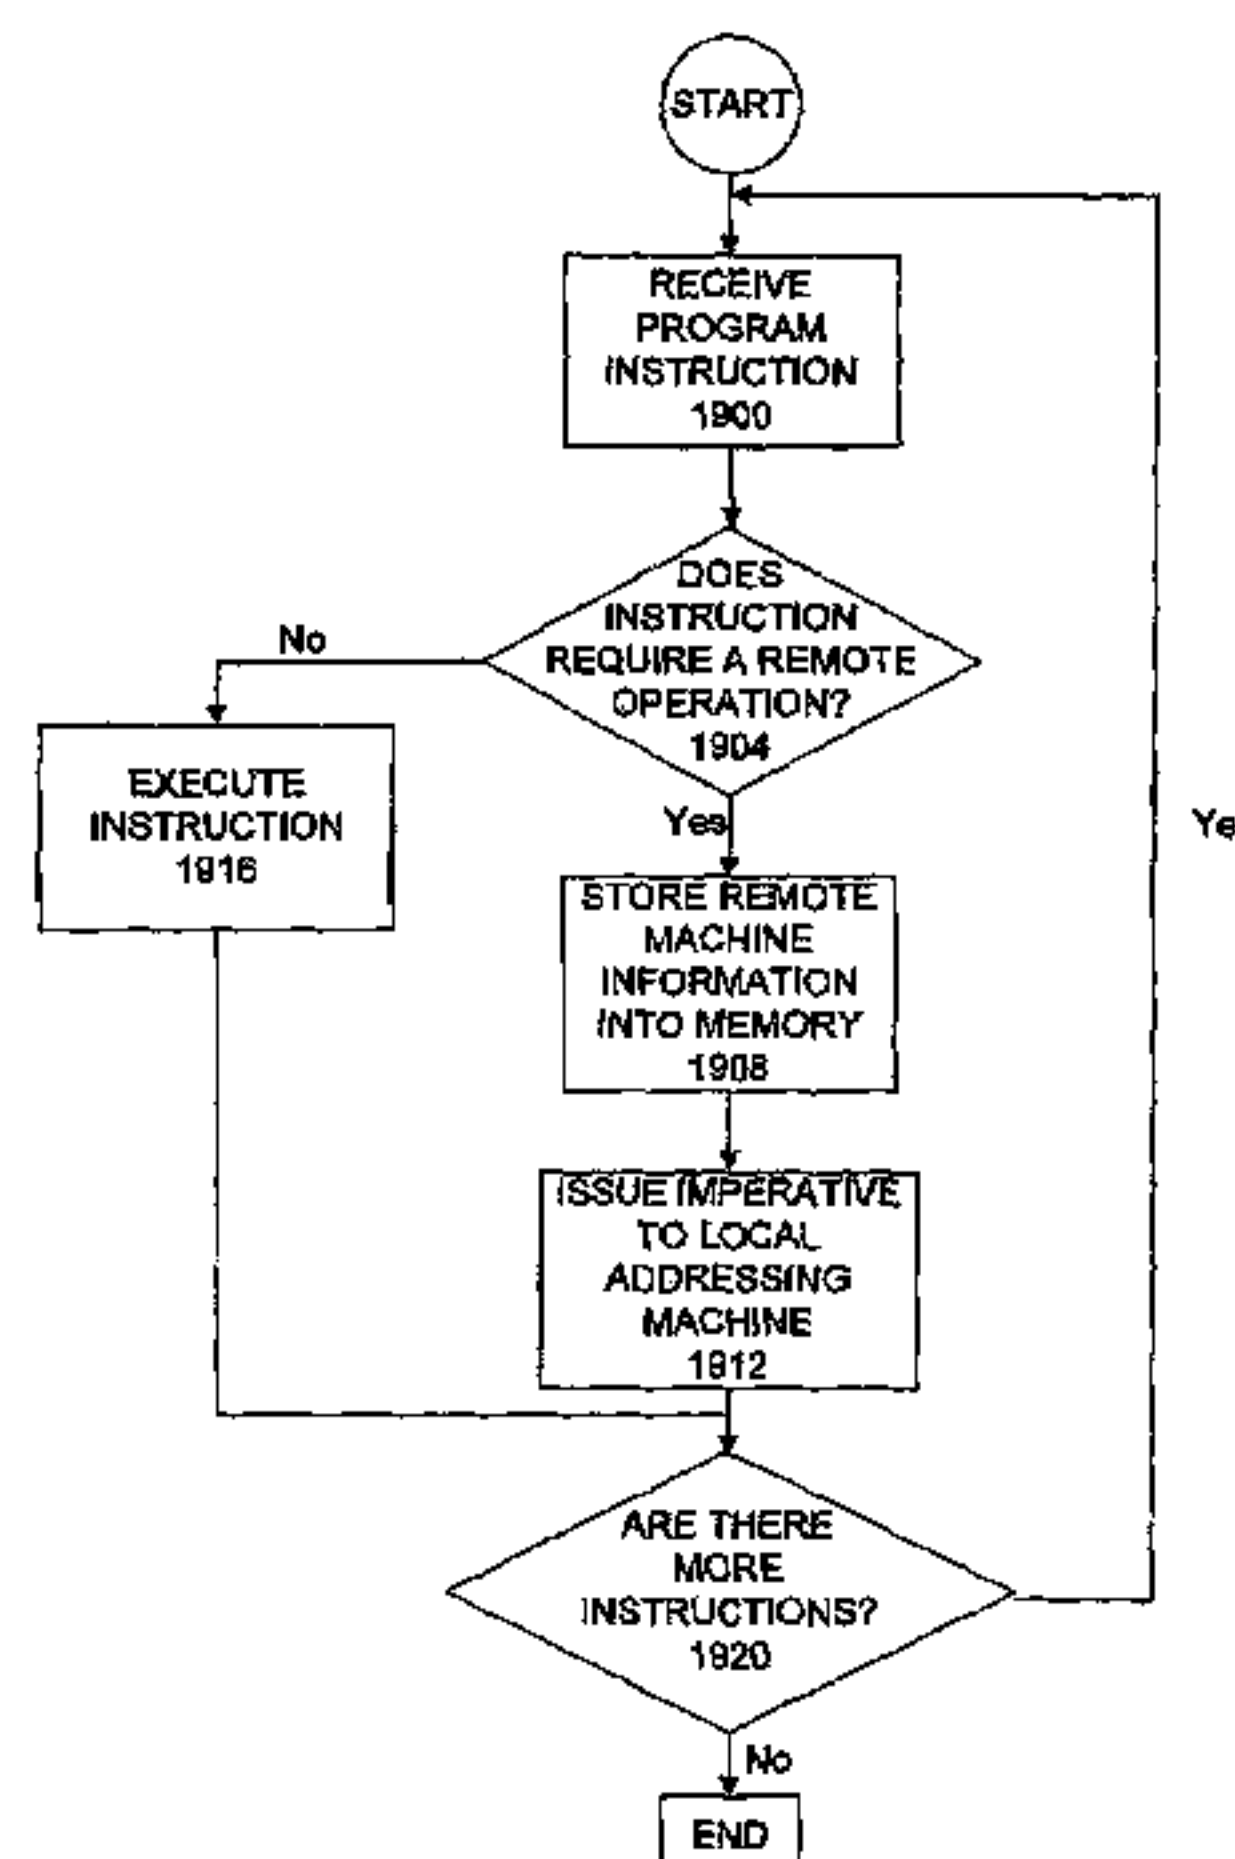 START
RECEIVE
PROGRAM
INSTRUCTION
1900
DOES
INSTRUCTION
REQUIRE A REMOTE
OPERATION?
1904
No
EXECUTE
INSTRUCTION
1916
Yes
Ye
STORE REMOTE
MACHINE
INFORMATION
INTO MEMORY
1908
ISSUE IMPERATIVE
TO LOCAL
ADDRESSING
MACHINE
1912
ARE THERE
MORE
INSTRUCTIONS?
1920
No
END